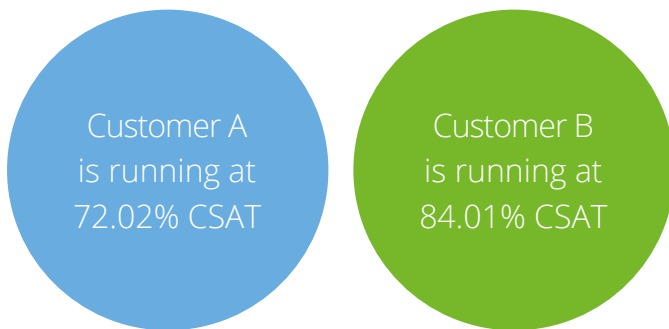 Customer A
is running at
72.02% CSAT
Customer B
is running at
84.01% CSAT